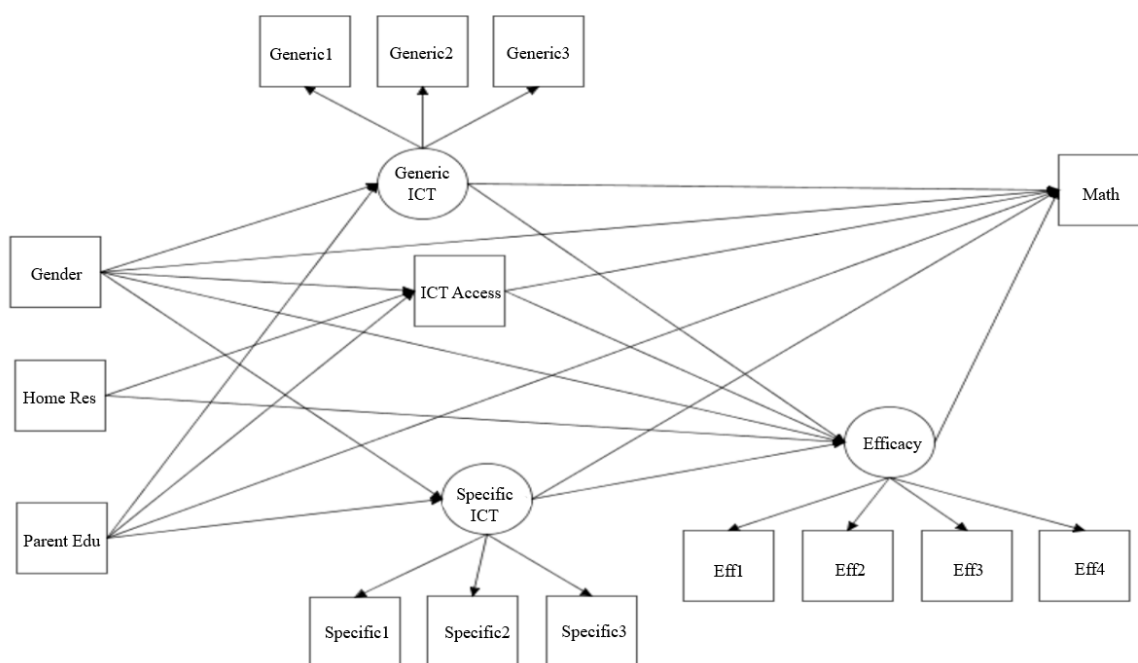 Generic1
Generic2
Generic3
Generic
ICT
Math
Gender
ICT Access
Home Res
Efficacy
Specific
ICT
Parent Edu
Eff1
Eff2
Eff3
Eff4
Specific1
Specific2
Specific3